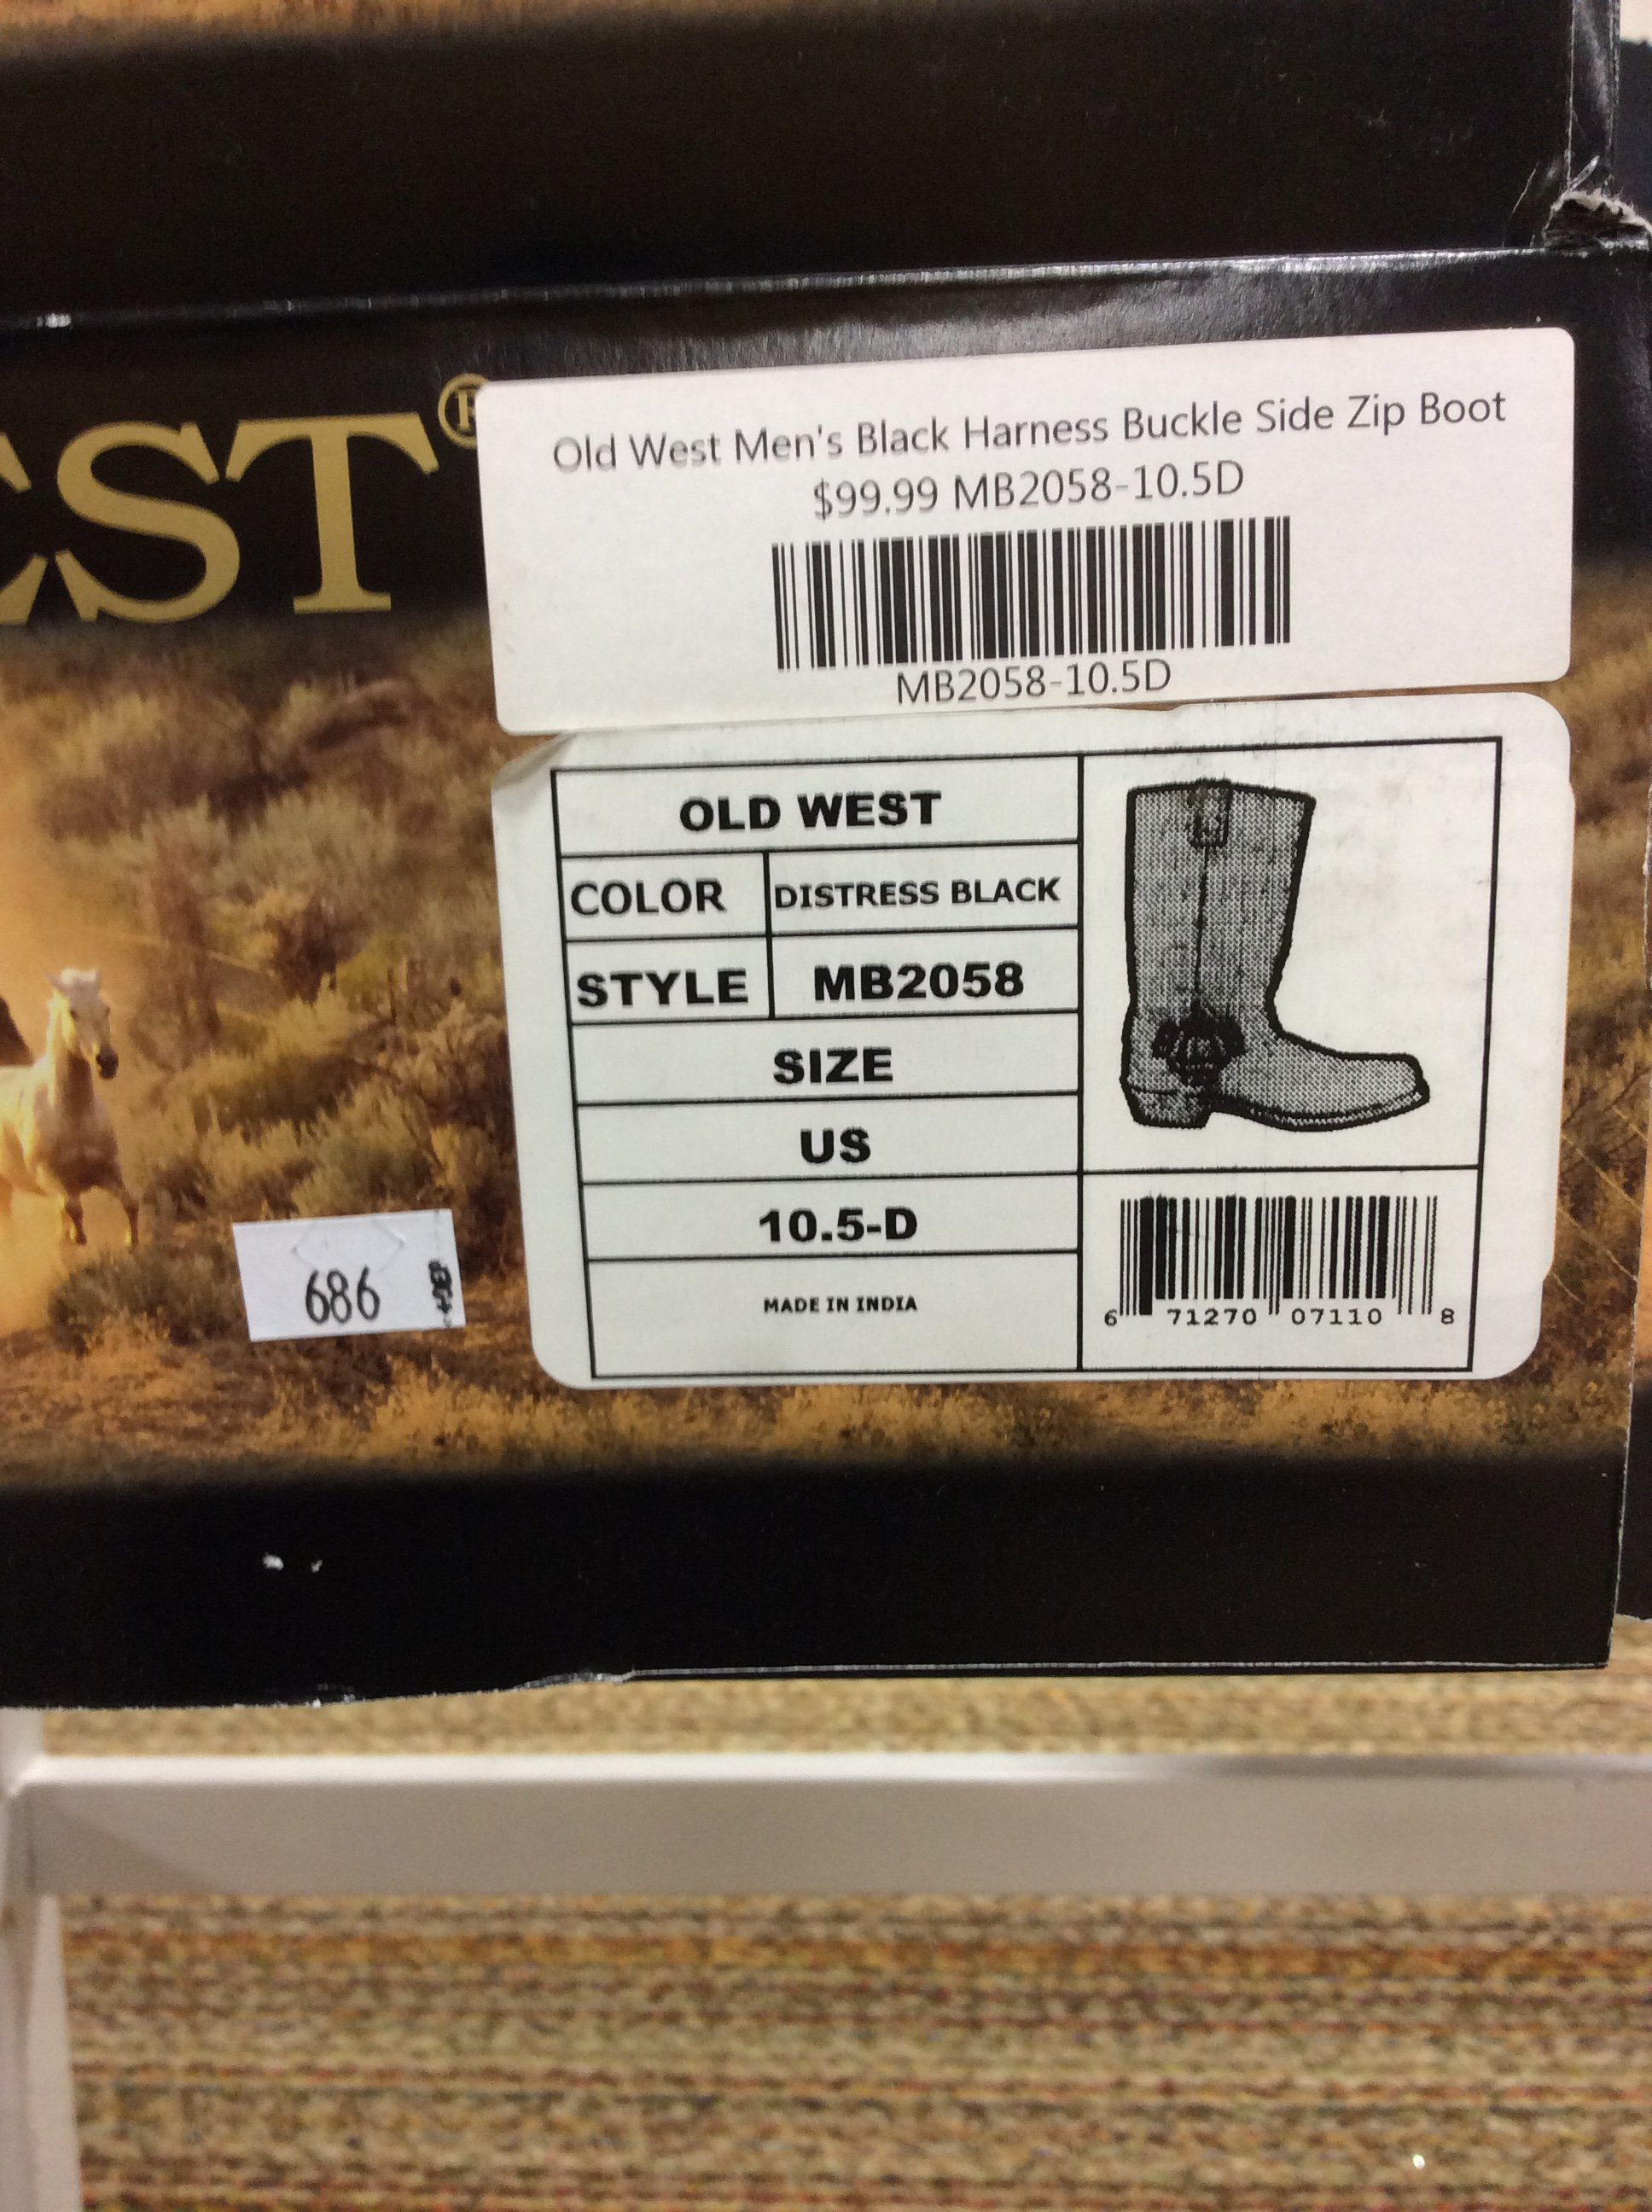 EST®
Old West Men's Black Harness Buckle Side Zip Boot
$99.99 MB2058-10.5D
MB2058-10.5D
OLD WEST
COLOR DISTRESS BLACK
STYLE MB2058
SIZE
US
10.5-D
MADE IN INDIA
6 71270 07110 8
686